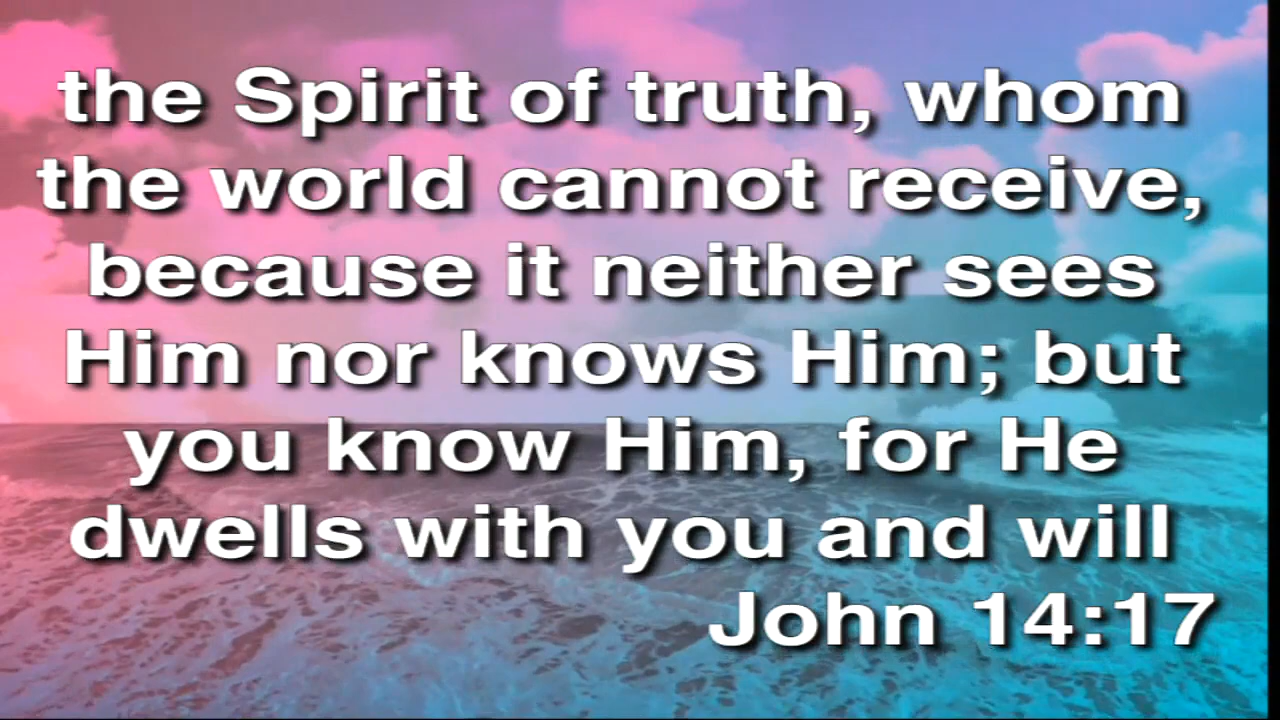 the Spirit of truth, whom
the world cannot receive,
because it neither sees
Him nor knows Him; but
you know Him, for He
dwells with you and will
John 14:17